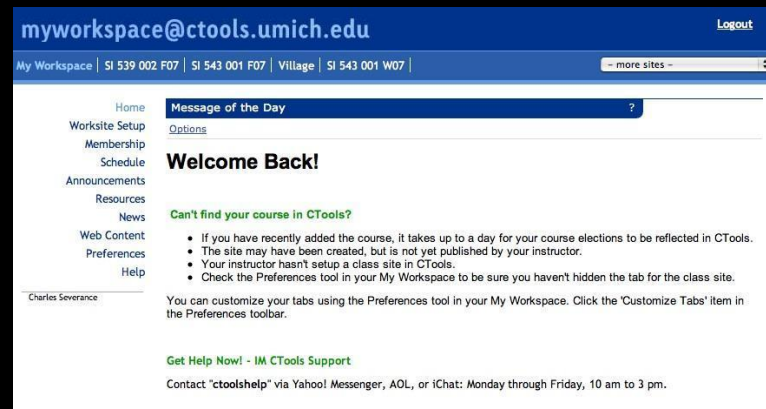 myworkspace@ctools.umich.edu
Logout
My Workspace | SI 539 002 F07 | SI 543 001 F07 | Village | SI 543 001 W07 |
- more sites -
Home
Worksite Setup
Membership
Schedule
Announcements
Resources
News
Web Content
Preferences
Help
Charles Severance
Message of the Day
?
Options
Welcome Back!
Can't find your course in CTools?
• If you have recently added the course, it takes up to a day for your course elections to be reflected in CTools.
• The site may have been created, but is not yet published by your instructor.
• Your instructor hasn't setup a class site in CTools.
• Check the Preferences tool in your My Workspace to be sure you haven't hidden the tab for the class site.
You can customize your tabs using the Preferences tool in your My Workspace. Click the 'Customize Tabs' item in
the Preferences toolbar.
Get Help Now! - IM CTools Support
Contact "ctoolshelp" via Yahoo! Messenger, AOL, or iChat: Monday through Friday, 10 am to 3 pm.